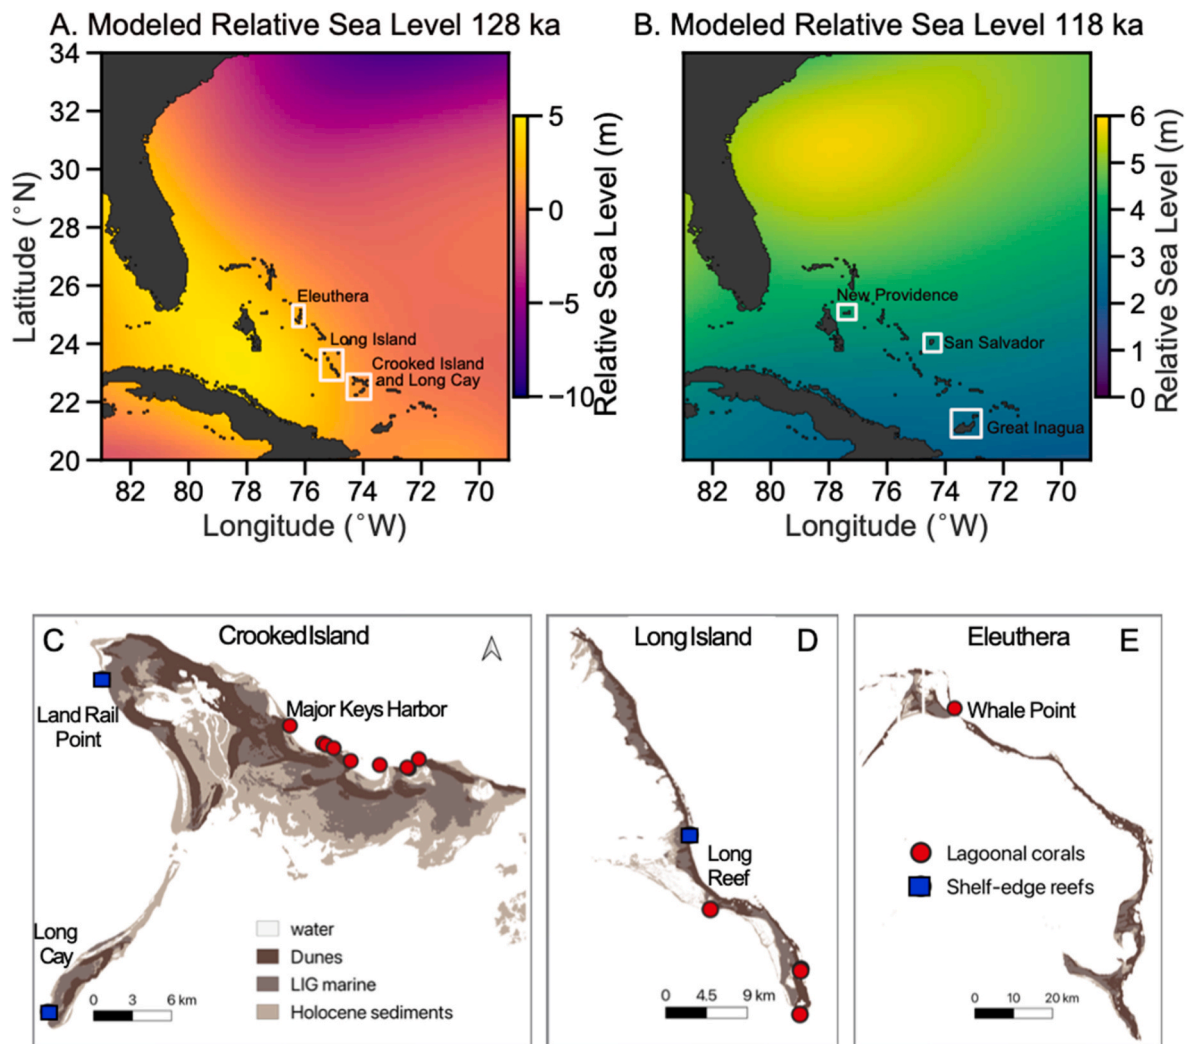 A. Modeled Relative Sea Level 128 ka
B. Modeled Relative Sea Level 118 ka
34
32
30
28
26
24
22
20
Latitude (°N)
82 80 78 76 74 72 70
Longitude (°W)
Eleuthera
Long Island
Crooked Island
and Long Cay
5
0
−5
−10
Relative Sea Level (m)
New Providence
San Salvador
Great Inagua
82 80 78 76 74 72 70
Longitude (°W)
6
5
4
3
2
1
0
Relative Sea Level (m)
C
Crooked Island
Land Rail
Point
Major Keys Harbor
Long
Cay
0 3 6 km
water
Dunes
LIG marine
Holocene sediments
Long Island
D
Long
Reef
0 4.5 9 km
Eleuthera
E
Whale Point
Lagoonal corals
Shelf-edge reefs
0 10 20 km